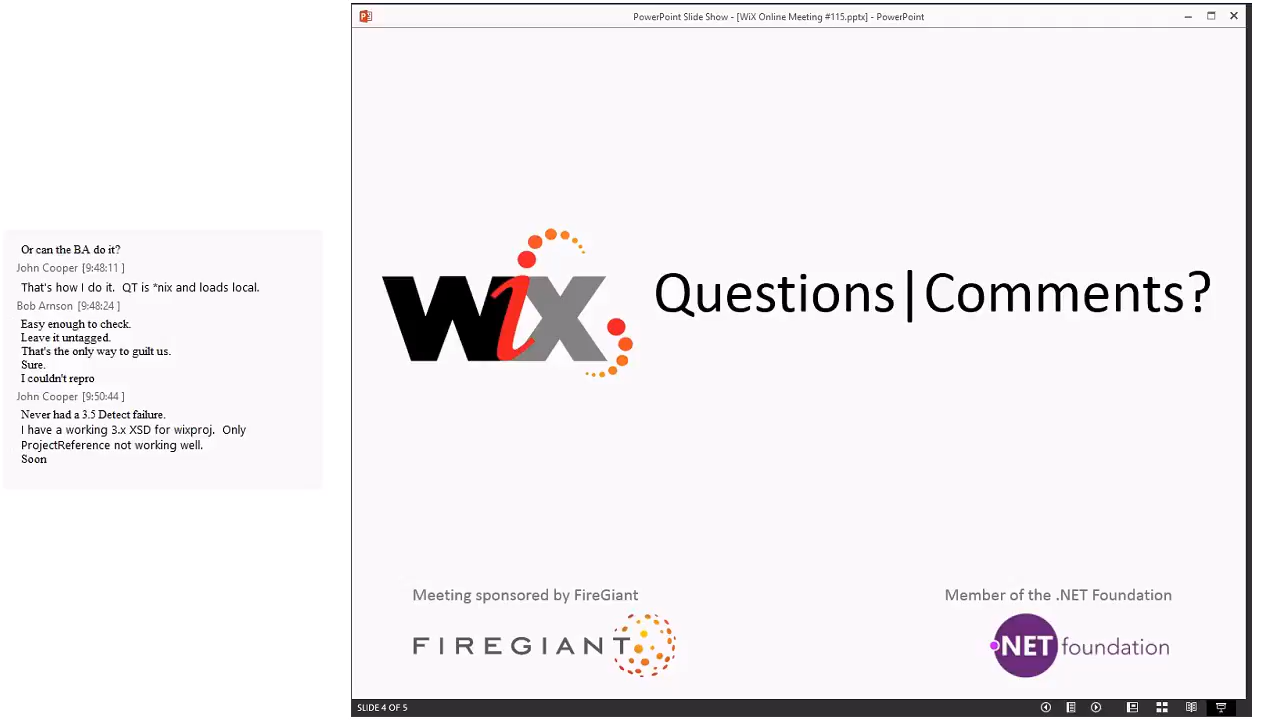 PowerPoint Slide Show - [WiX Online Meeting #115.pptx] - PowerPoint
Or can the BA do it?
John Cooper [9:48:11 ]
That's how I do it.  QT is *nix and loads local.
Bob Arnson [9:48:24 ]
Easy enough to check.
Leave it untagged.
That's the only way to guilt us.
Sure.
I couldn't repro
John Cooper [9:50:44 ]
Never had a 3.5 Detect failure.
I have a working 3.x XSD for wixproj.  Only
ProjectReference not working well.
Soon
WiX
Questions|Comments?
Meeting sponsored by FireGiant
FIREGIANT
Member of the .NET Foundation
.NET foundation
SLIDE 4 OF 5